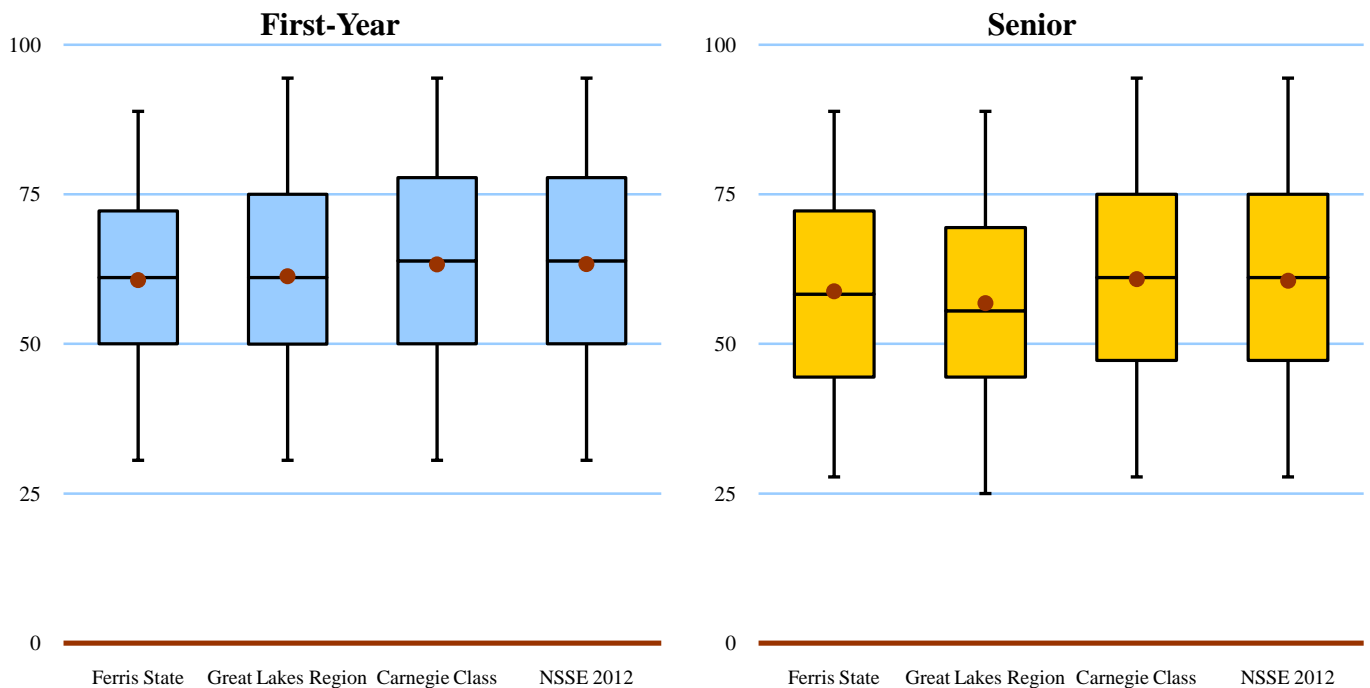 First-Year
100
75
50
25
0
Ferris State Great Lakes Region Carnegie Class NSSE 2012
Senior
100
75
50
25
0
Ferris State Great Lakes Region Carnegie Class NSSE 2012